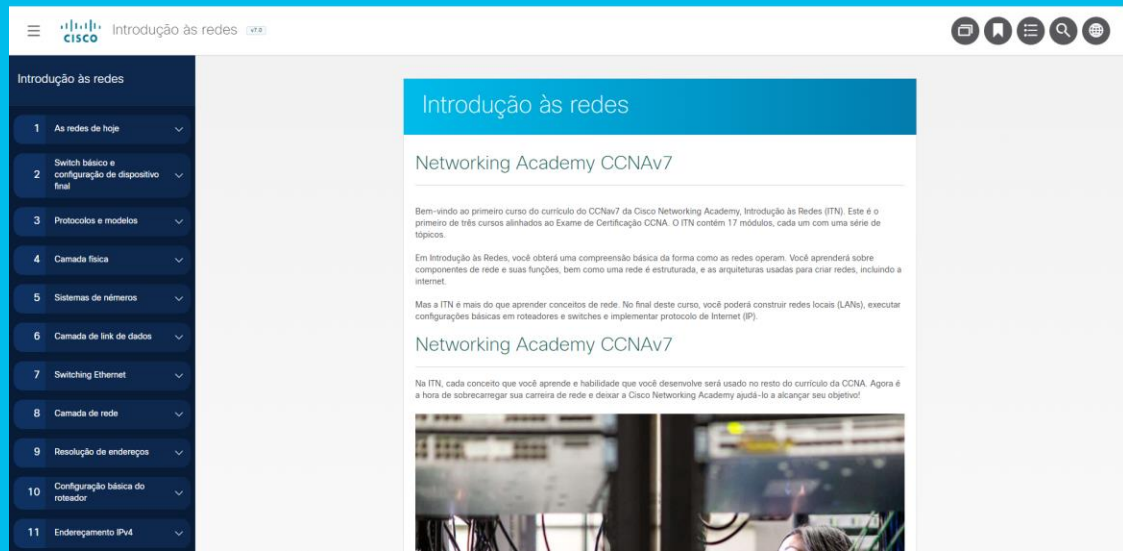 CISCO
Introdução às redes
v7.0
Introdução às redes
1 As redes de hoje
2 Switch básico e
configuração de dispositivo
final
3 Protocolos e modelos
4 Camada física
5 Sistemas de némeros
6 Camada de link de dados
7 Switching Ethernet
8 Camada de rede
9 Resolução de endereços
10 Configuração básica do
roteador
11 Endereçamento IPv4
Introdução às redes
Networking Academy CCNAv7
Bem-vindo ao primeiro curso do currículo do CCNav7 da Cisco Networking Academy, Introdução às Redes (ITN). Este é o
primeiro de três cursos alinhados ao Exame de Certificação CCNA. O ITN contém 17 módulos, cada um com uma série de
tópicos.
Em Introdução às Redes, você obterá uma compreensão básica da forma como as redes operam. Você aprenderá sobre
componentes de rede e suas funções, bem como uma rede é estruturada, e as arquiteturas usadas para criar redes, incluindo a
internet.
Mas a ITN é mais do que aprender conceitos de rede. No final deste curso, você poderá construir redes locais (LANs), executar
configurações básicas em roteadores e switches e implementar protocolo de Internet (IP).
Networking Academy CCNAv7
Na ITN, cada conceito que você aprende e habilidade que você desenvolve será usado no resto do currículo da CCNA. Agora é
a hora de sobrecarregar sua carreira de rede e deixar a Cisco Networking Academy ajudá-lo a alcançar seu objetivo!